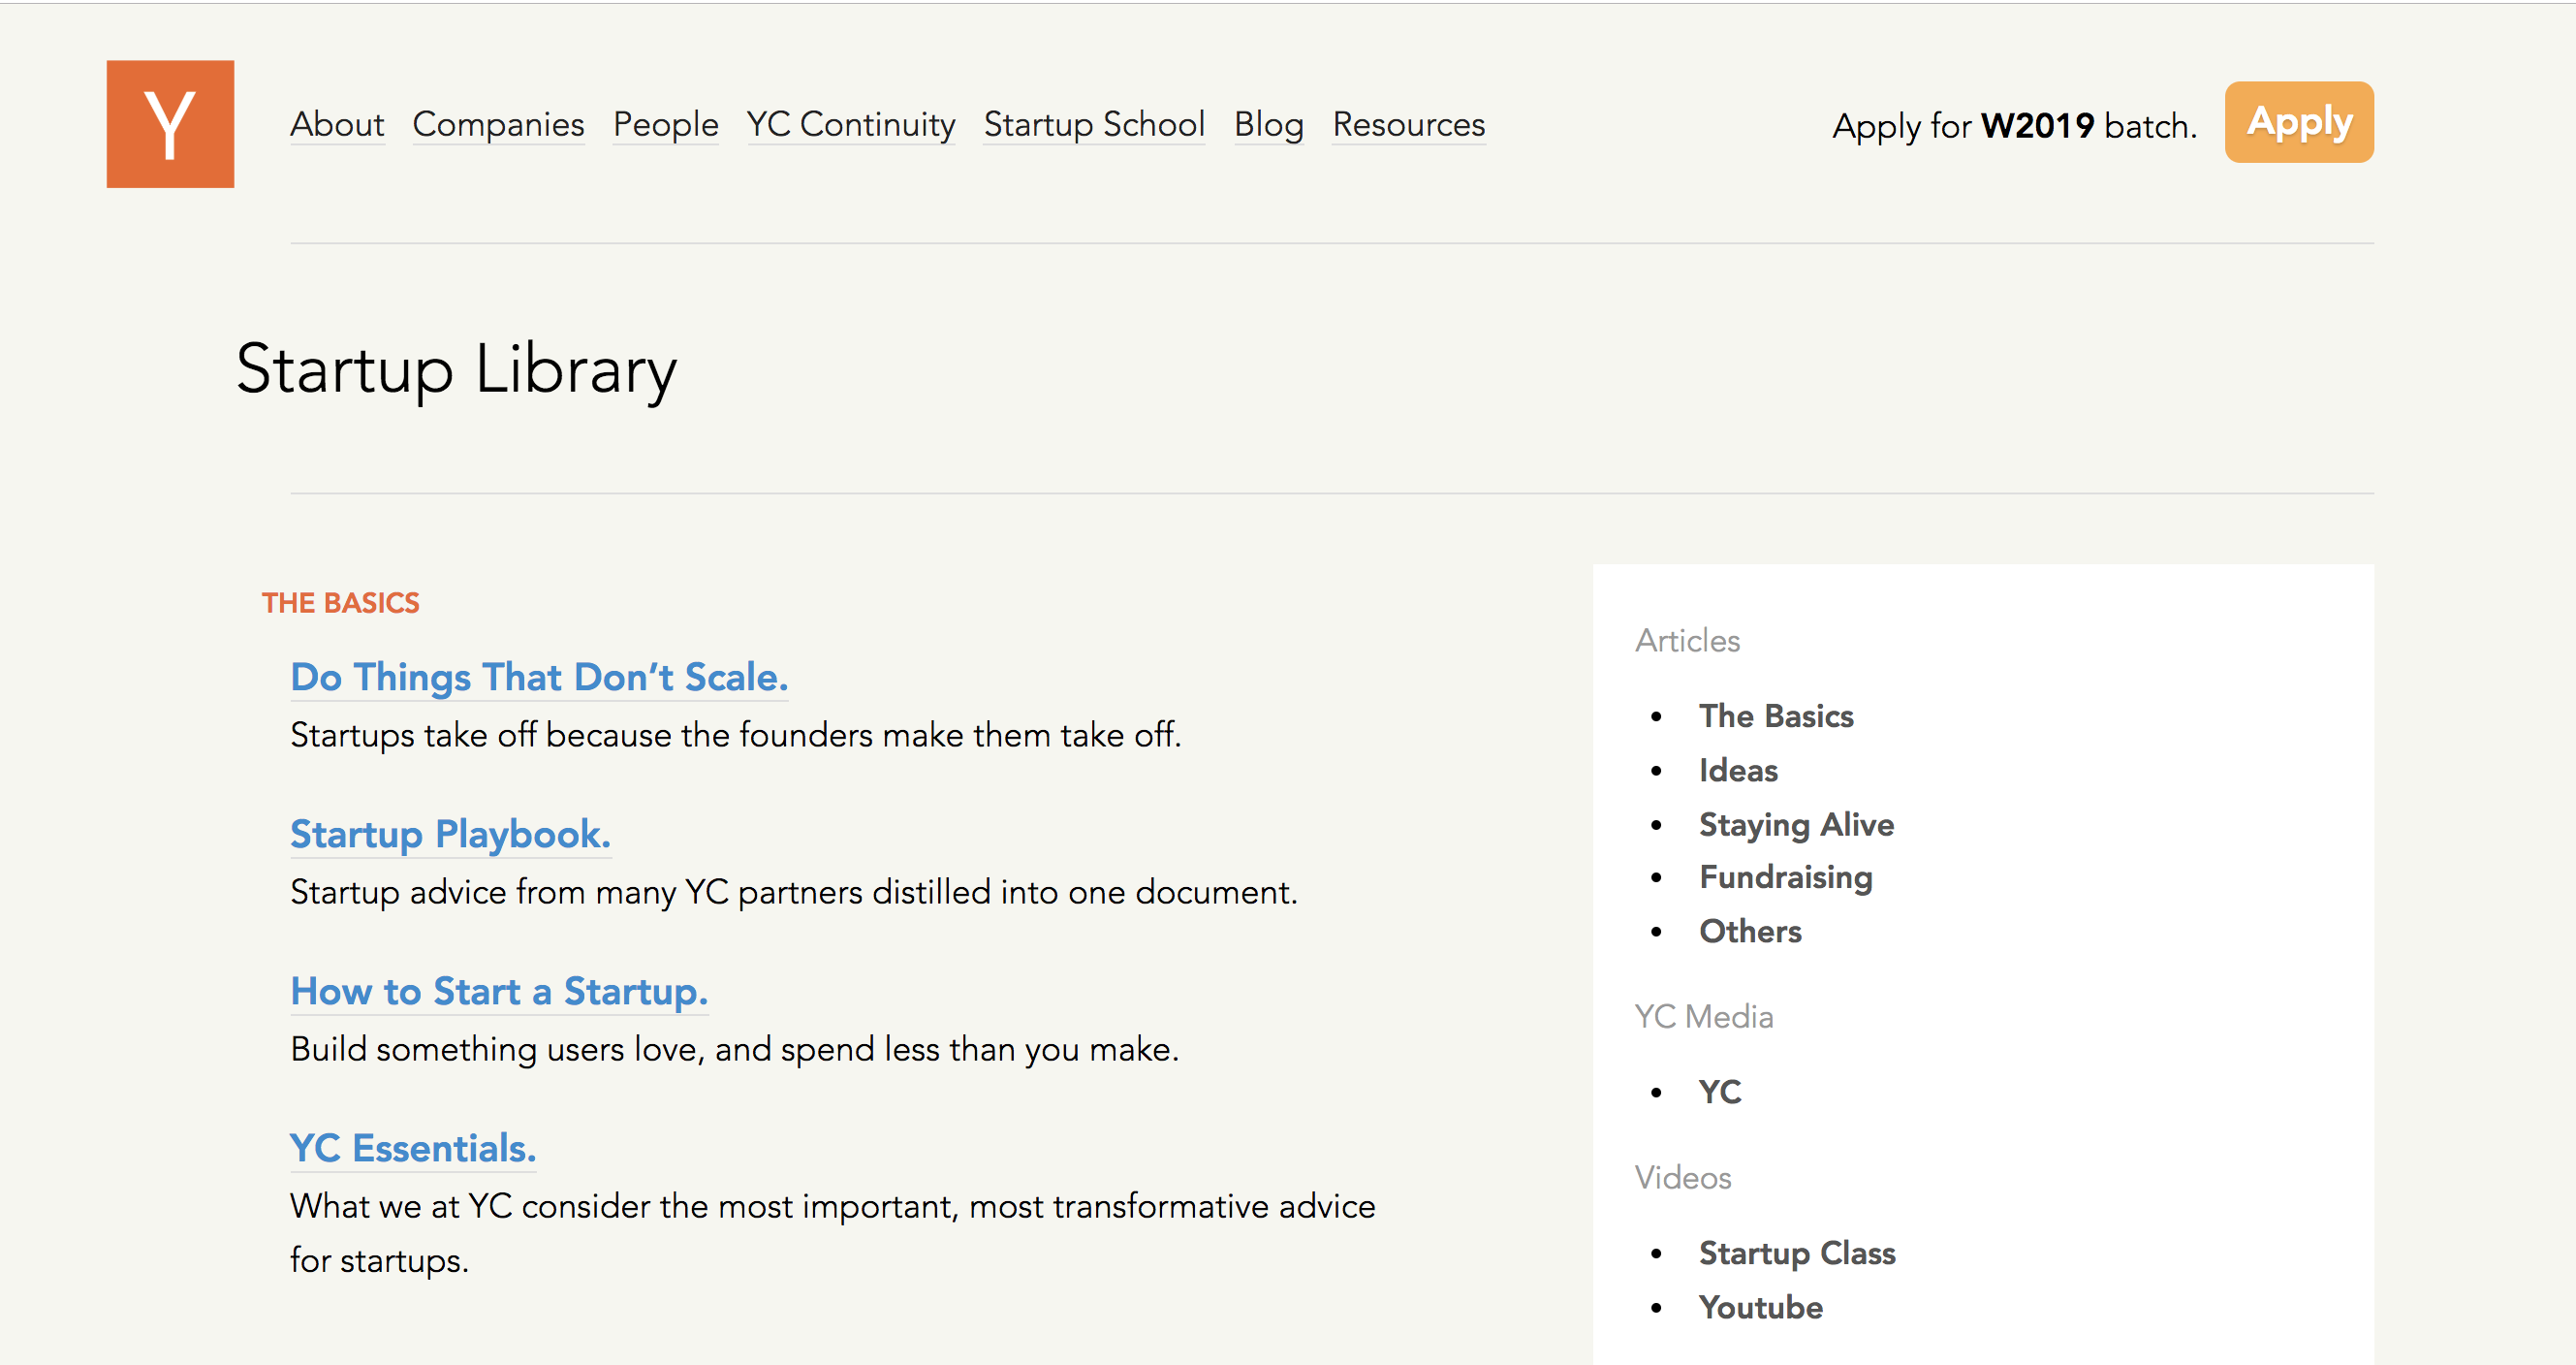 Y
About Companies People YC Continuity Startup School Blog Resources
Apply for W2019 batch. Apply
Startup Library
THE BASICS
Do Things That Don’t Scale.
Startups take off because the founders make them take off.
Startup Playbook.
Startup advice from many YC partners distilled into one document.
How to Start a Startup.
Build something users love, and spend less than you make.
YC Essentials.
What we at YC consider the most important, most transformative advice
for startups.
Articles
• The Basics
• Ideas
• Staying Alive
• Fundraising
• Others
YC Media
• YC
Videos
• Startup Class
• Youtube